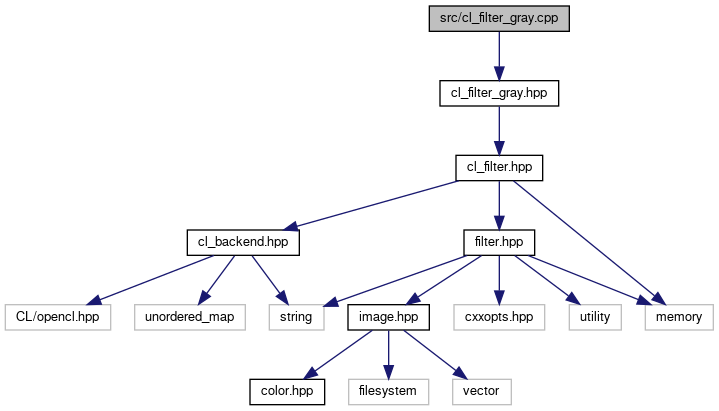 src/cl_filter_gray.cpp
cl_filter_gray.hpp
cl_filter.hpp
cl_backend.hpp
filter.hpp
CL/opencl.hpp
unordered_map
string
image.hpp
cxxopts.hpp
utility
memory
color.hpp
filesystem
vector